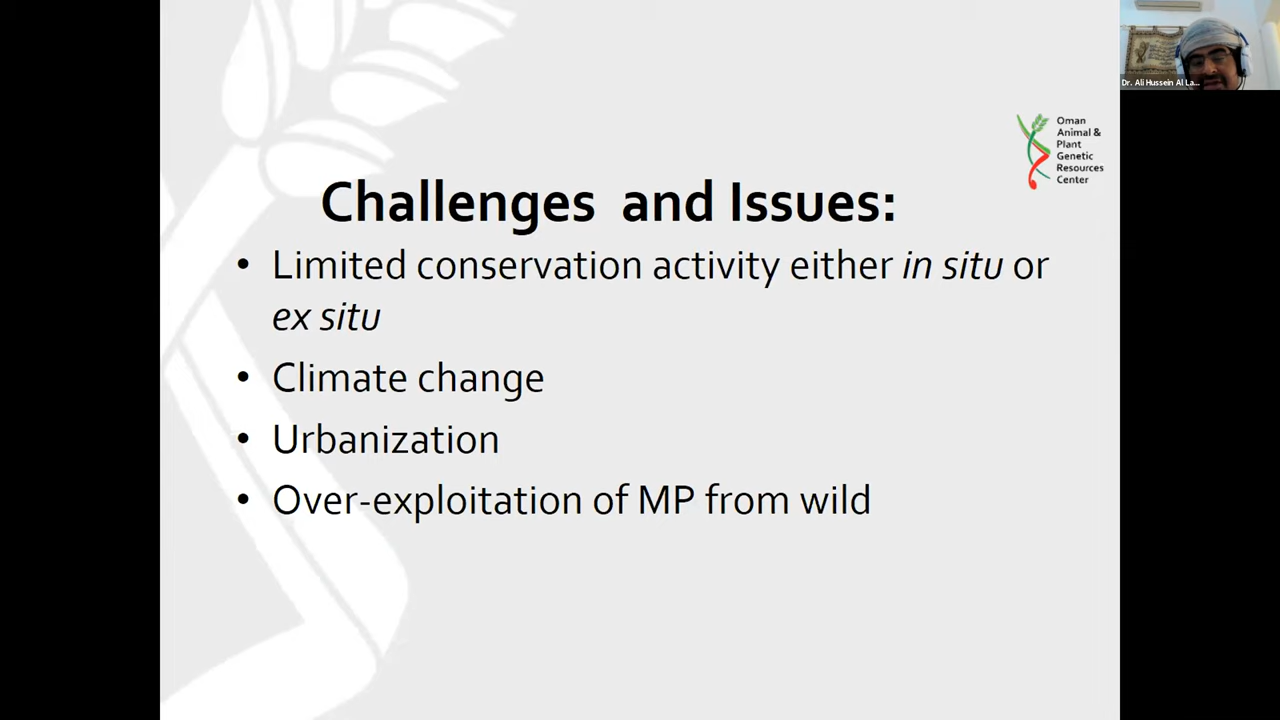 Dr. Ali Hussein Al La...
Oman
Animal &
Plant
Genetic
Resources
Center
Challenges and Issues:
• Limited conservation activity either in situ or
ex situ
• Climate change
• Urbanization
• Over-exploitation of MP from wild